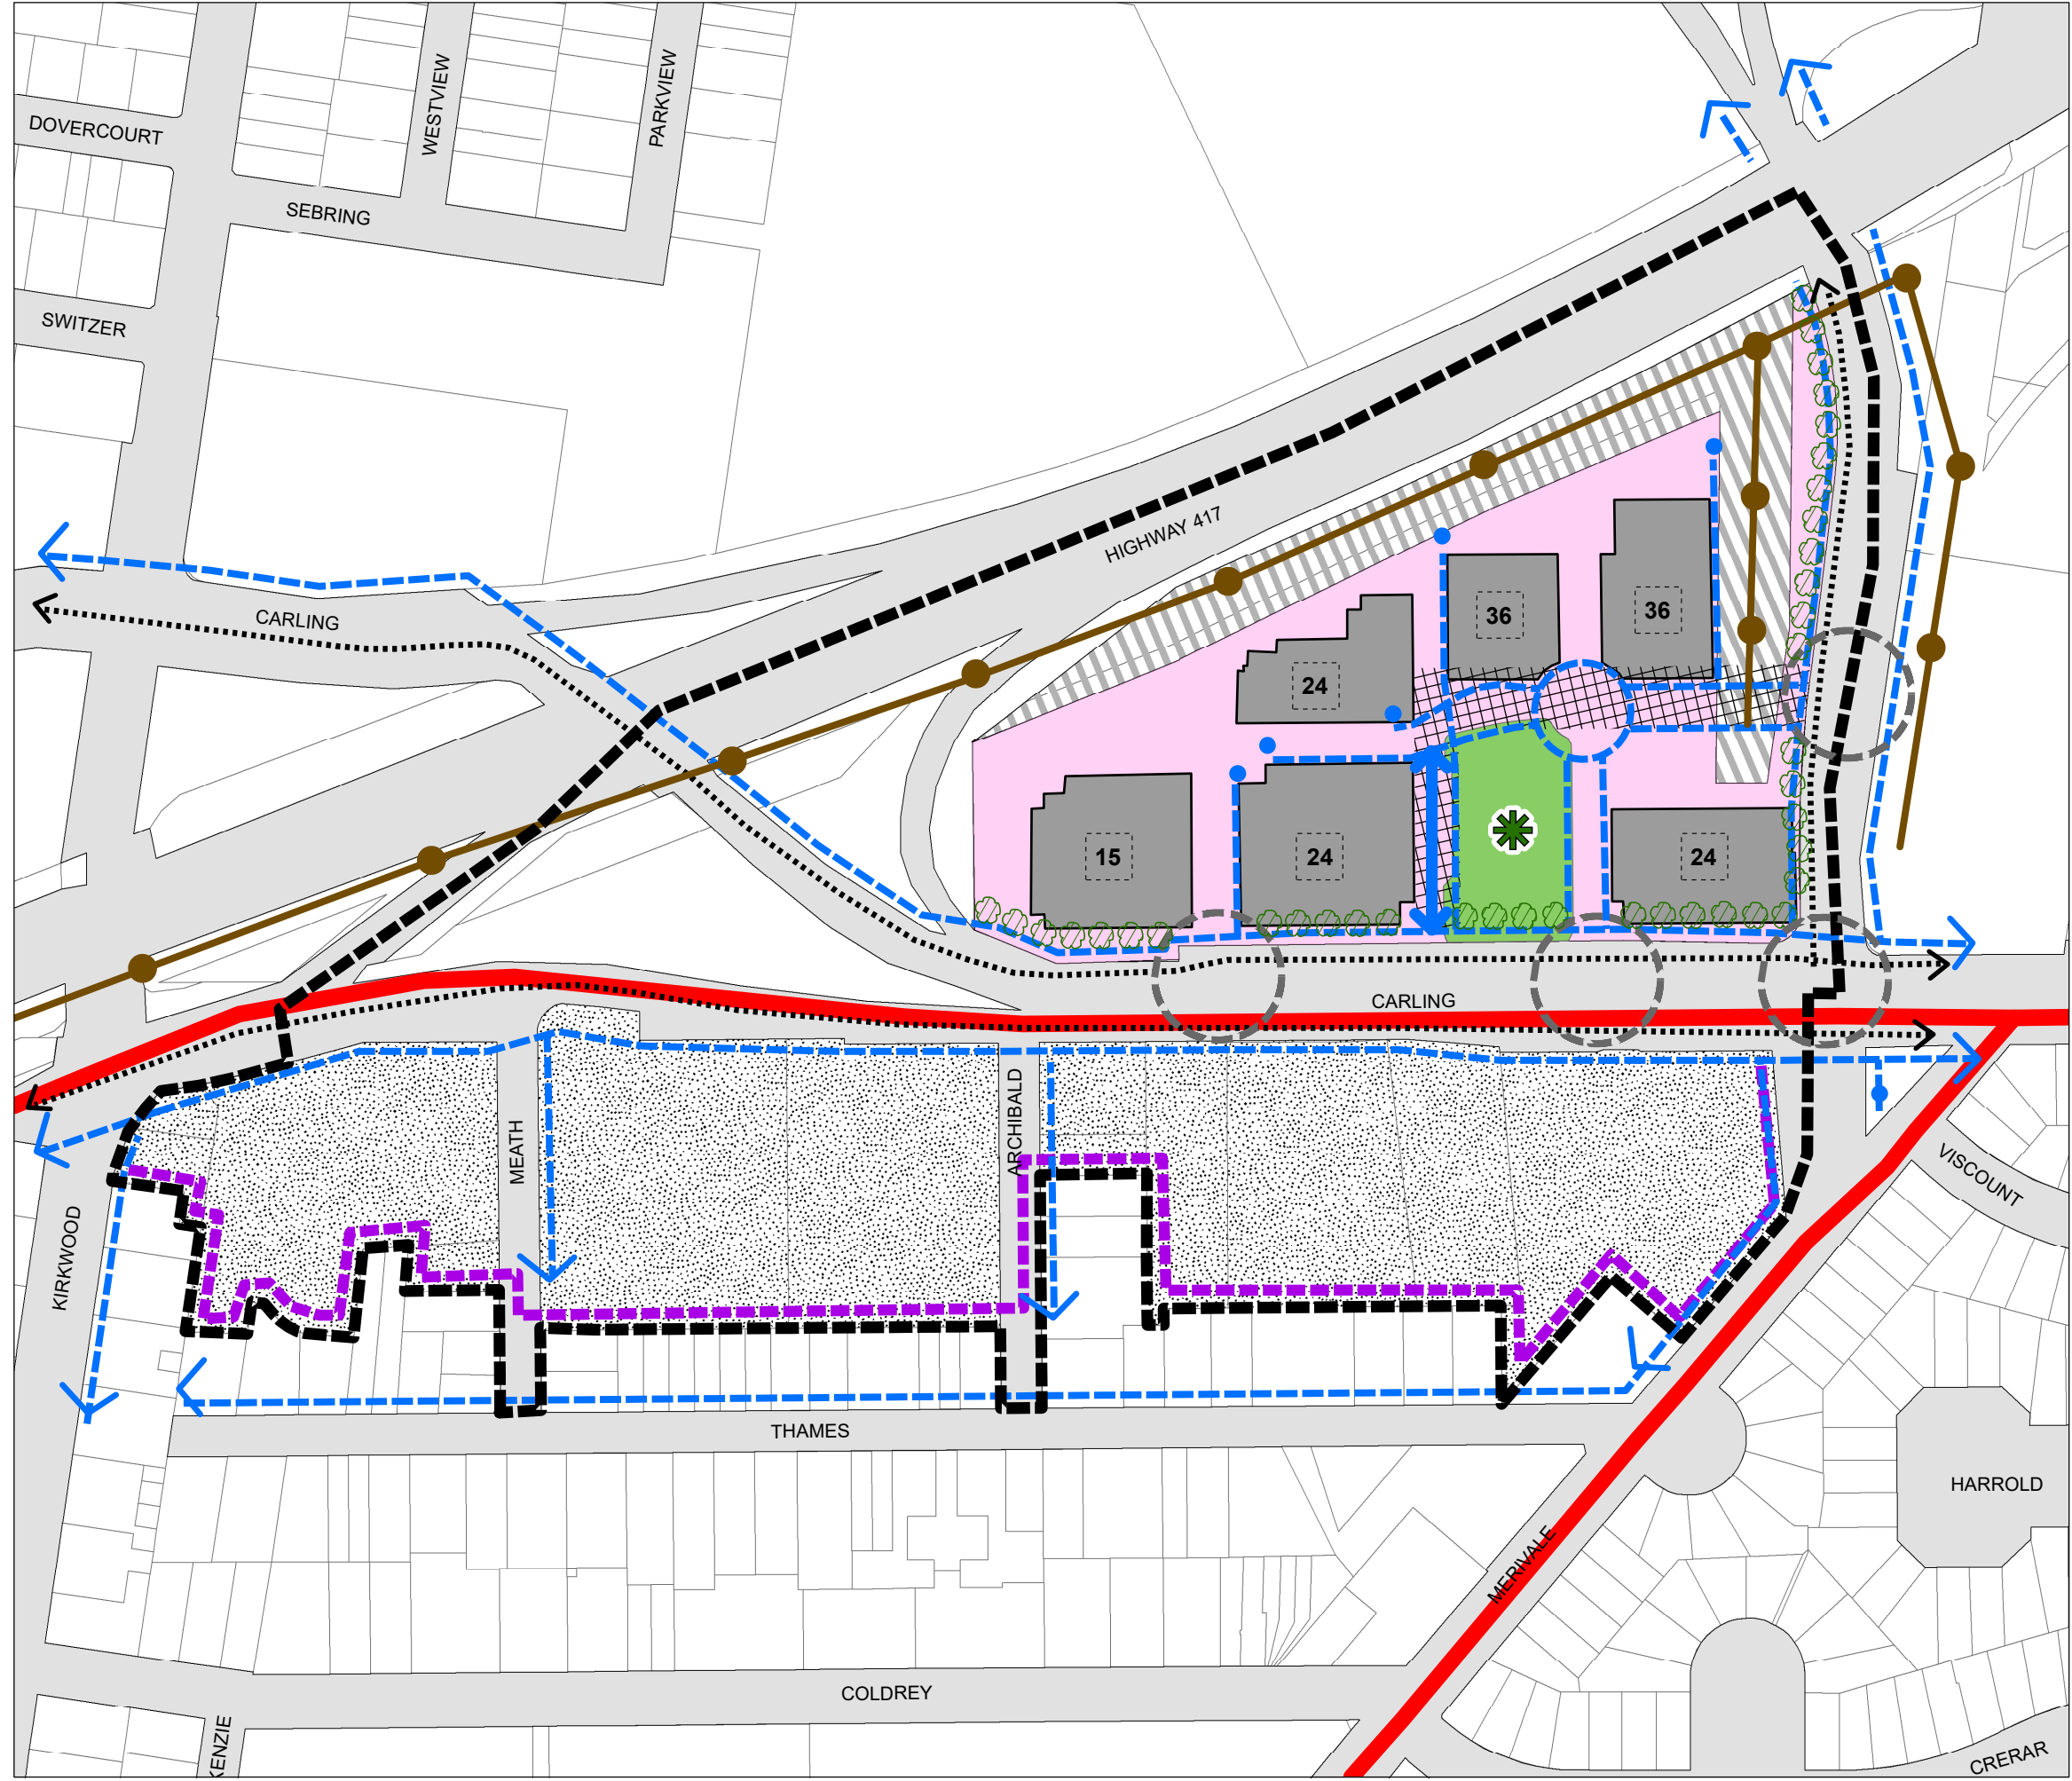 WESTVIEW
PARKVIEW
DOVERCOURT
SEBRING
SWITZER
HIGHWAY 417
CARLING
36
36
24
15
24
24
CARLING
ARCHIBALD
MEATH
VISCOUNT
KIRKWOOD
THAMES
HARROLD
MERIVALE
COLDREY
KENZIE
CRERAR